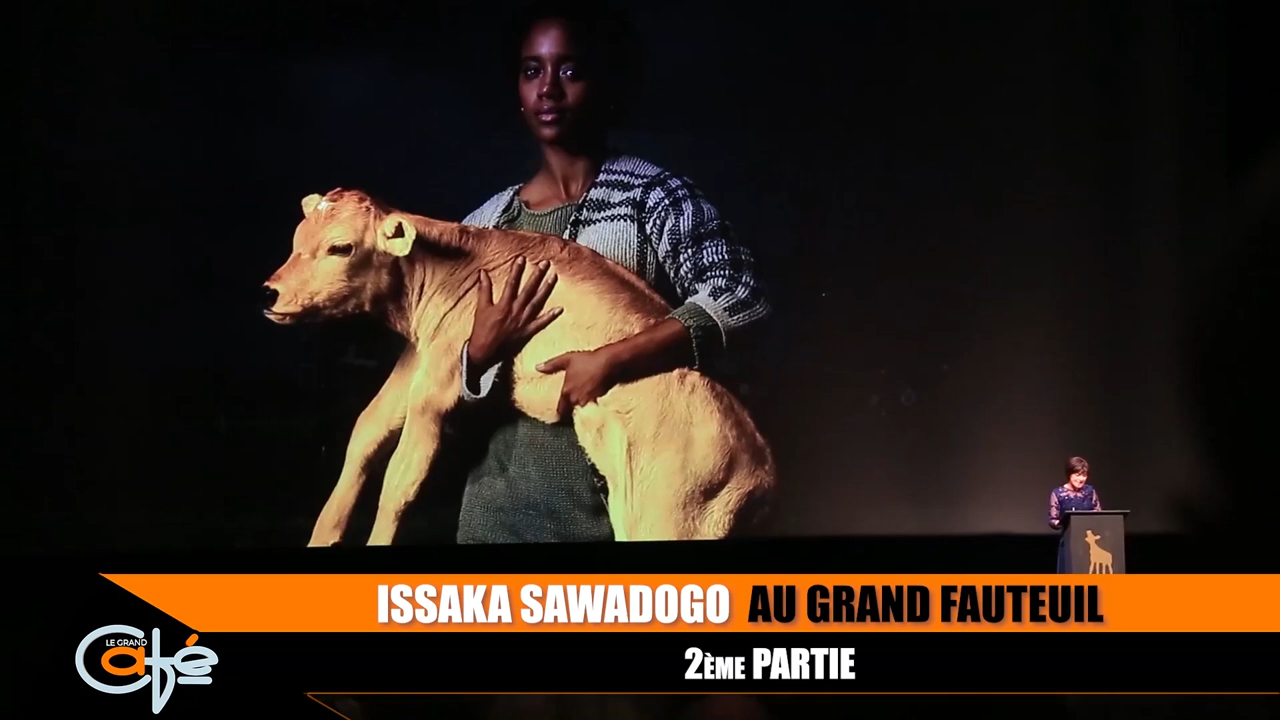 ISSAKA SAWADOGO AU GRAND FAUTEUIL
LE GRAND
Café
2ÈME PARTIE